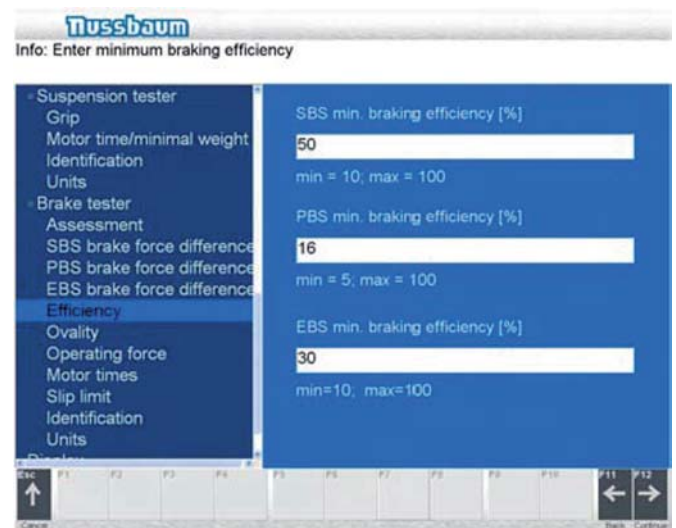 Nussbaum
Info: Enter minimum braking efficiency
Suspension tester
Grip
Motor time/minimal weight
Identification
Units
Brake tester
Assessment
SBS brake force difference
PBS brake force difference
EBS brake force difference
Efficiency
Ovality
Operating force
Motor times
Slip limit
Identification
Units
Display
SBS min. braking efficiency [%]
50
min = 10; max = 100
PBS min. braking efficiency [%]
16
min = 5; max = 100
EBS min. braking efficiency [%]
30
min=10; max=100
Esc F1 F2 F3 F4 F5 F6 F7 F8 F9 F10 F11 F12
Cancel Back Continue